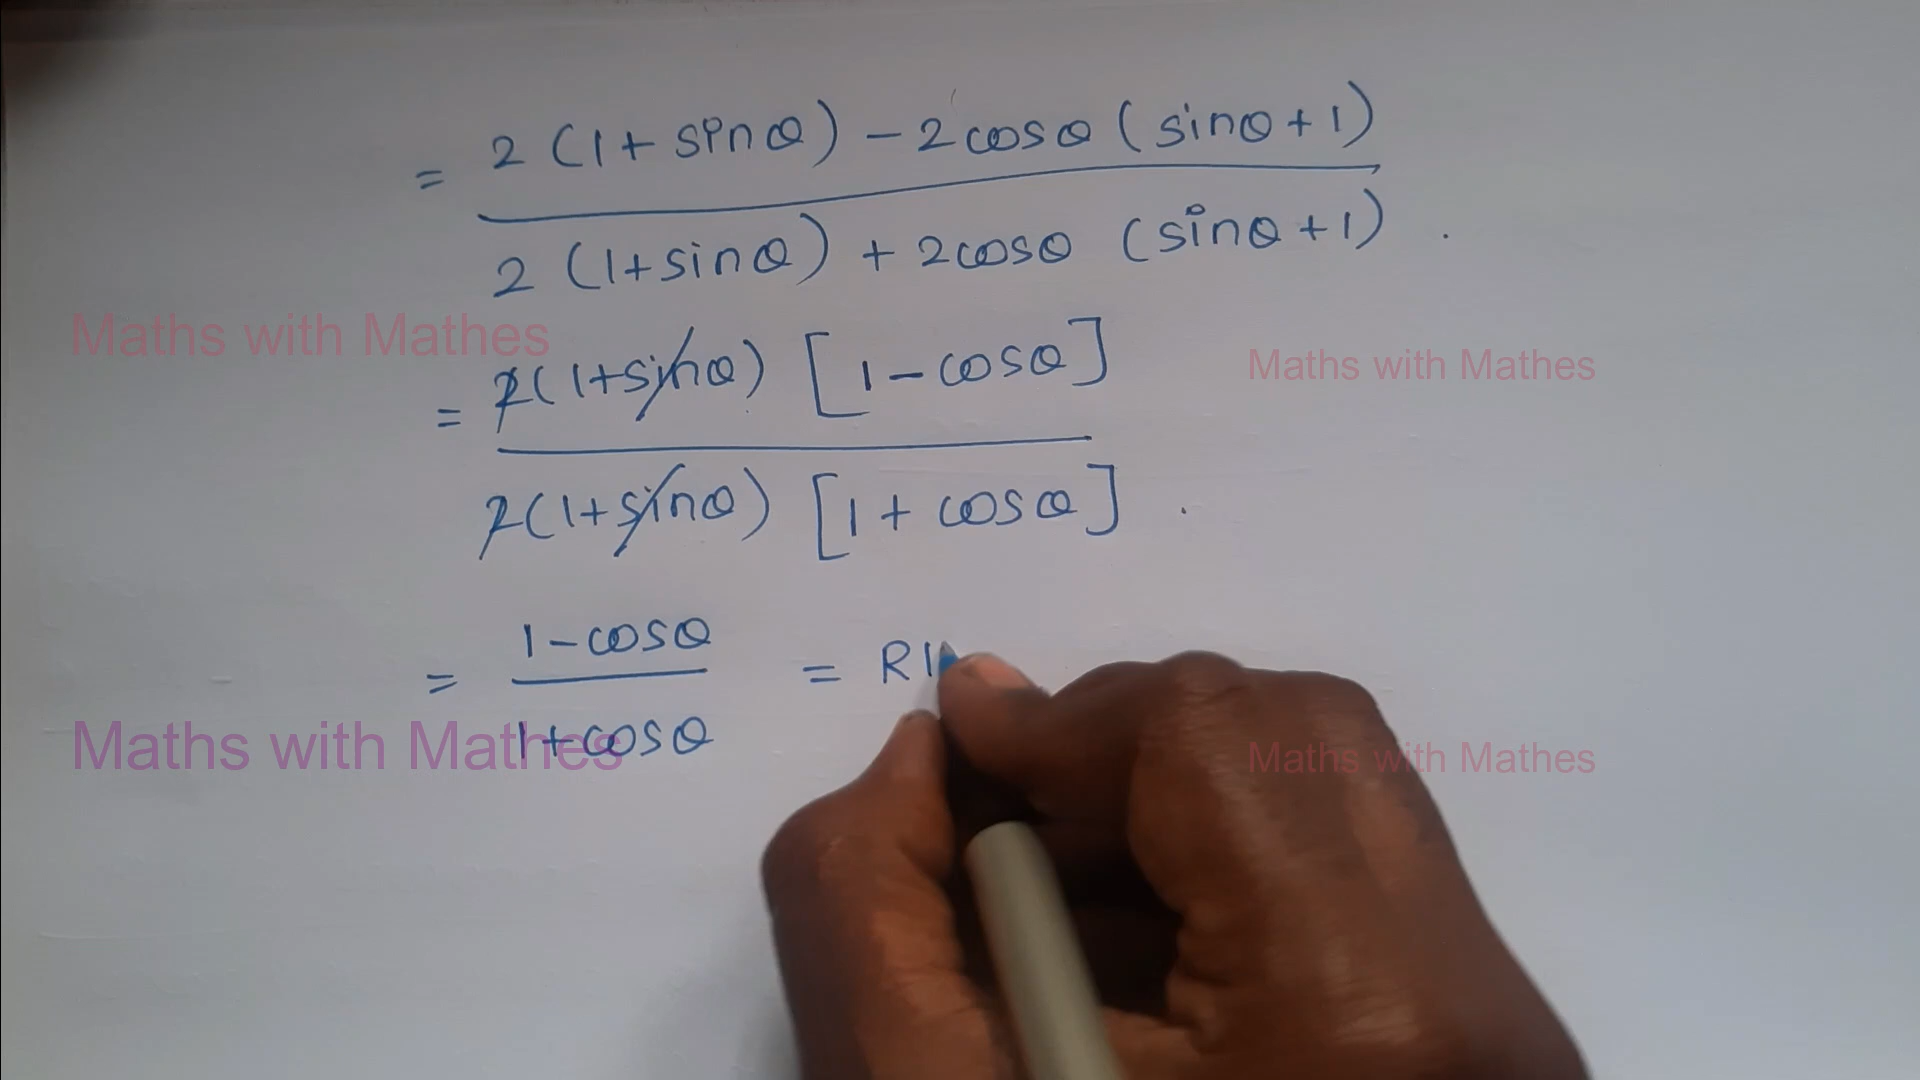 = 2 (1 + sinθ) − 2cosθ (sinθ + 1)
2 (1+sinθ) + 2cosθ (sinθ + 1) .
Maths with Mathes
= 2(1+sinθ) [1 − cosθ]
Maths with Mathes
2(1+sinθ) [1 + cosθ] .
= 1−cosθ = RH
1+cosθ
Maths with Mathes
Maths with Mathes